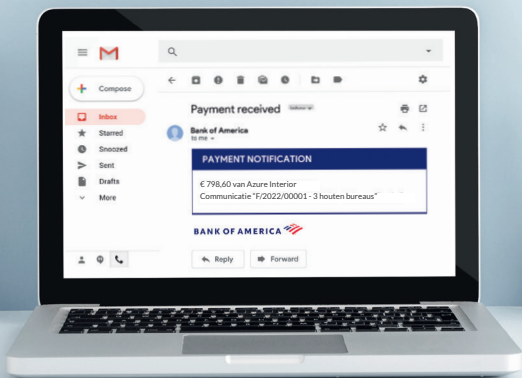 Compose
Inbox
Starred
Snoozed
Sent
Drafts
More
Payment received
Bank of America
to me
PAYMENT NOTIFICATION
€ 798,60 van Azure Interior
Communicatie "F/2022/00001 - 3 houten bureaus"
BANK OF AMERICA
Reply
Forward